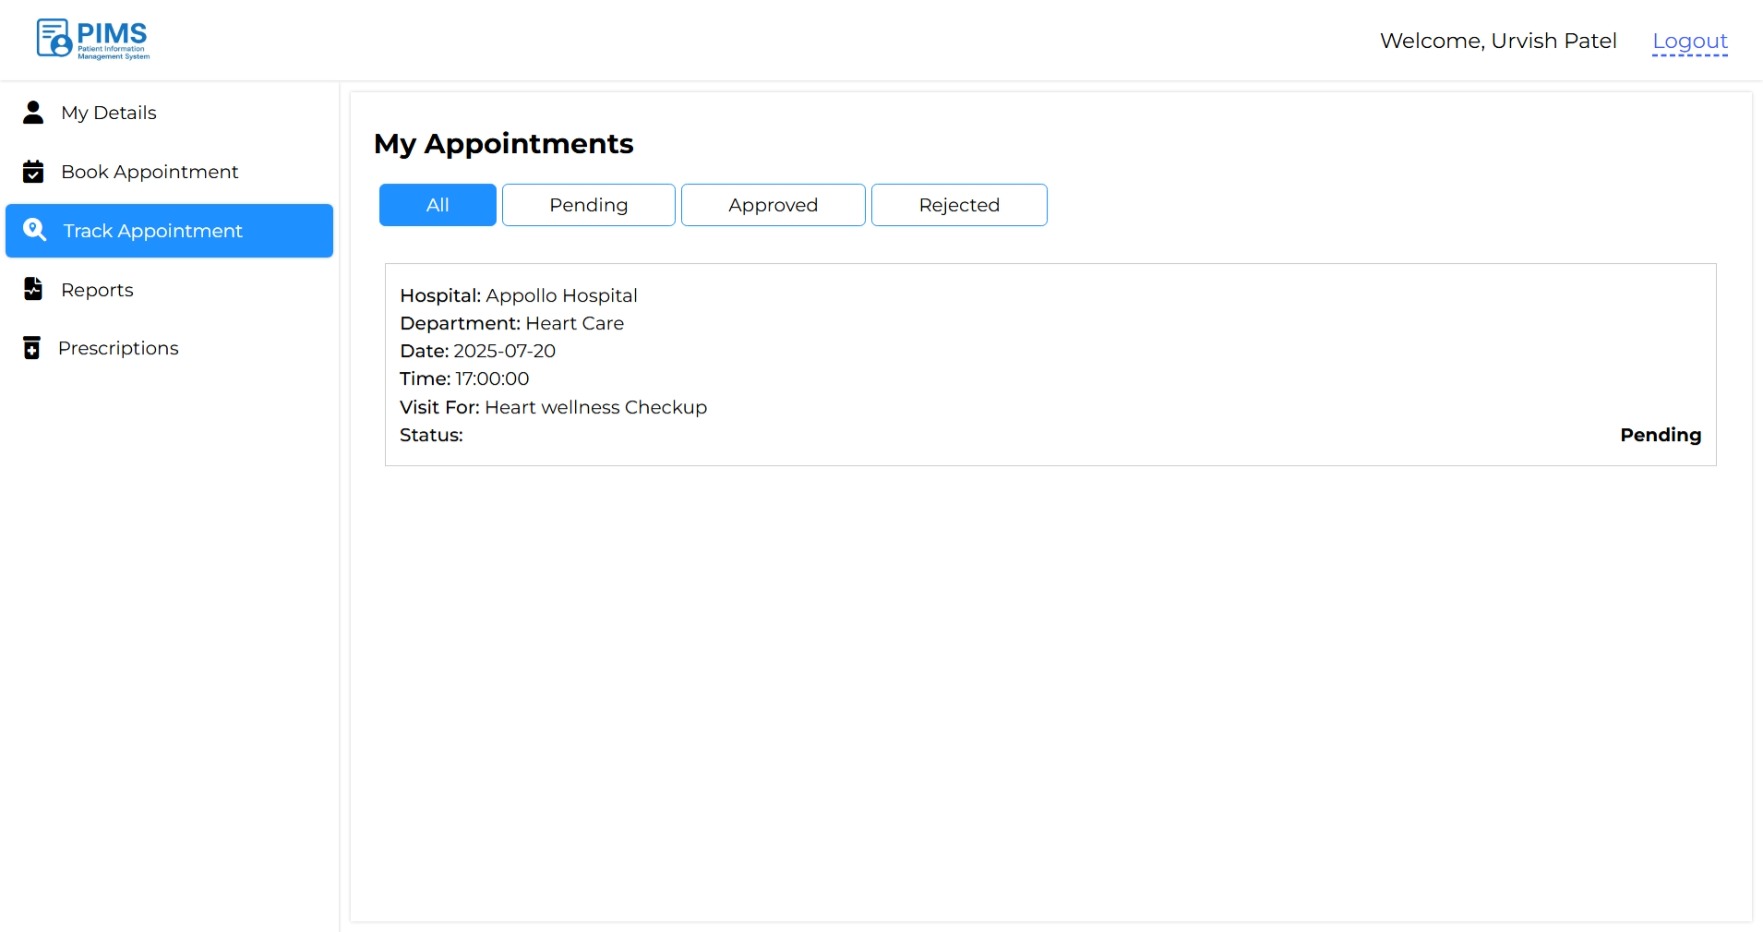 PIMS
Patient Information
Management System
Welcome, Urvish Patel
Logout
My Details
Book Appointment
Track Appointment
Reports
Prescriptions
My Appointments
All
Pending
Approved
Rejected
Hospital: Appollo Hospital
Department: Heart Care
Date: 2025-07-20
Time: 17:00:00
Visit For: Heart wellness Checkup
Status: Pending